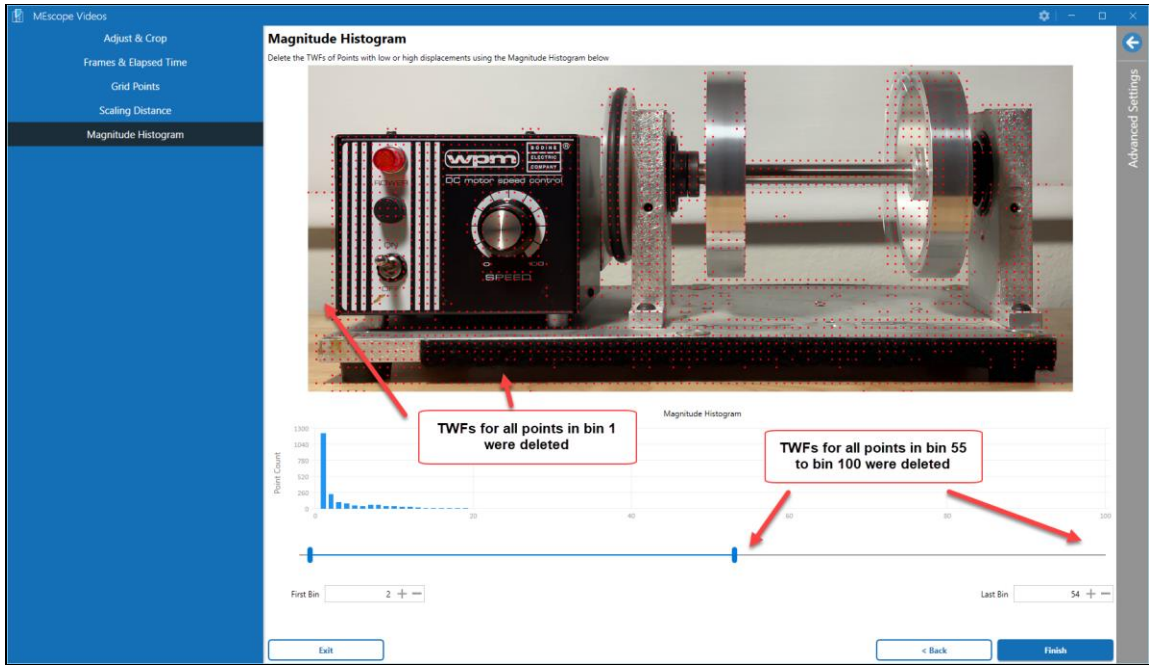 MEscope Videos
Adjust & Crop
Frames & Elapsed Time
Grid Points
Scaling Distance
Magnitude Histogram
Magnitude Histogram
Delete the TWFs of Points with low or high displacements using the Magnitude Histogram below
Advanced Settings
wpm
BODINE
ELECTRIC
COMPANY
®
DC motor speed control
POWER
ON
SPEED
TWFs for all points in bin 1
were deleted
TWFs for all points in bin 55
to bin 100 were deleted
Magnitude Histogram
Point Count
1300
1040
780
520
260
0
0 20 40 60 80 100
First Bin 2
Last Bin 54
Exit
< Back
Finish